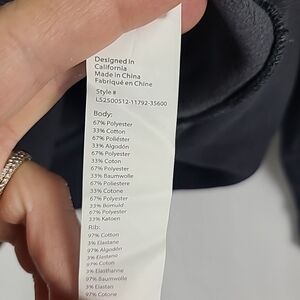 Designed In
California
Made in China
Fabriqué en Chine
Style #
LS2500512-11792-35600
Body:
67% Polyester
33% Cotton
67% Poliéster
33% Algodón
67% Polyester
33% Coton
67% Polyester
33% Baumwolle
67% Poliestere
33% Cotone
67% Polyester
33% Bomuld
67% Polyester
33% Katoen
Rib:
97% Cotton
3% Elastane
97% Algodón
3% Elastano
97% Coton
3% Elasthanne
97% Baumwolle
3% Elastan
97% Cotone